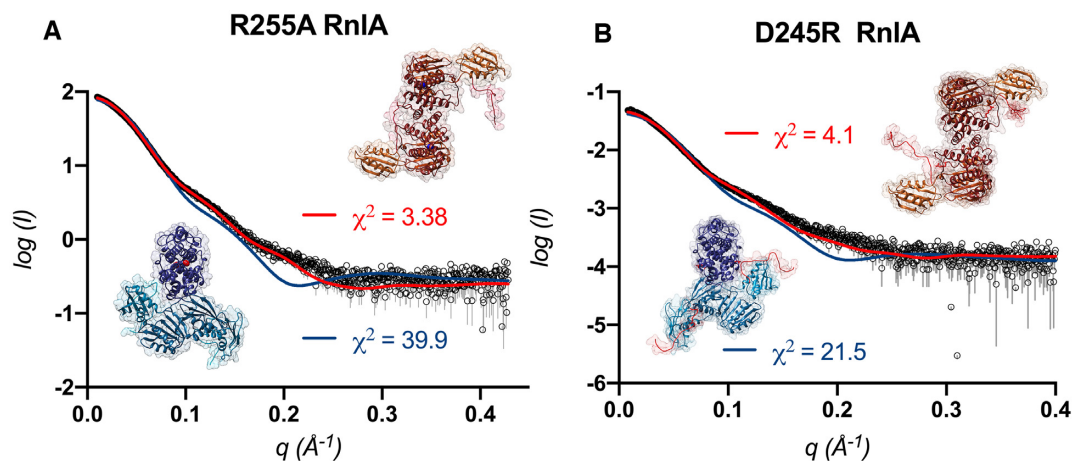 A
R255A RnlA
log (I)
2
1
0
-1
-2
χ² = 3.38
χ² = 39.9
0.0 0.1 0.2 0.3 0.4
q (Å⁻¹)
B
D245R RnlA
log (I)
-1
-2
-3
-4
-5
-6
χ² = 4.1
χ² = 21.5
0.0 0.1 0.2 0.3 0.4
q (Å⁻¹)